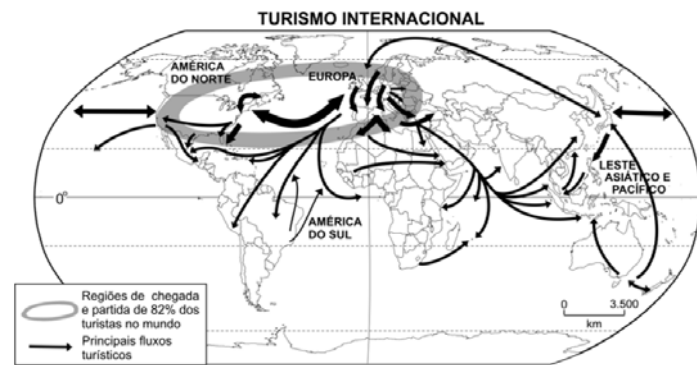 TURISMO INTERNACIONAL
AMÉRICA
DO NORTE
EUROPA
LESTE
ASIÁTICO E
PACÍFICO
0°
AMÉRICA
DO SUL
Regiões de chegada
e partida de 82% dos
turistas no mundo
Principais fluxos
turísticos
0 3.500
km